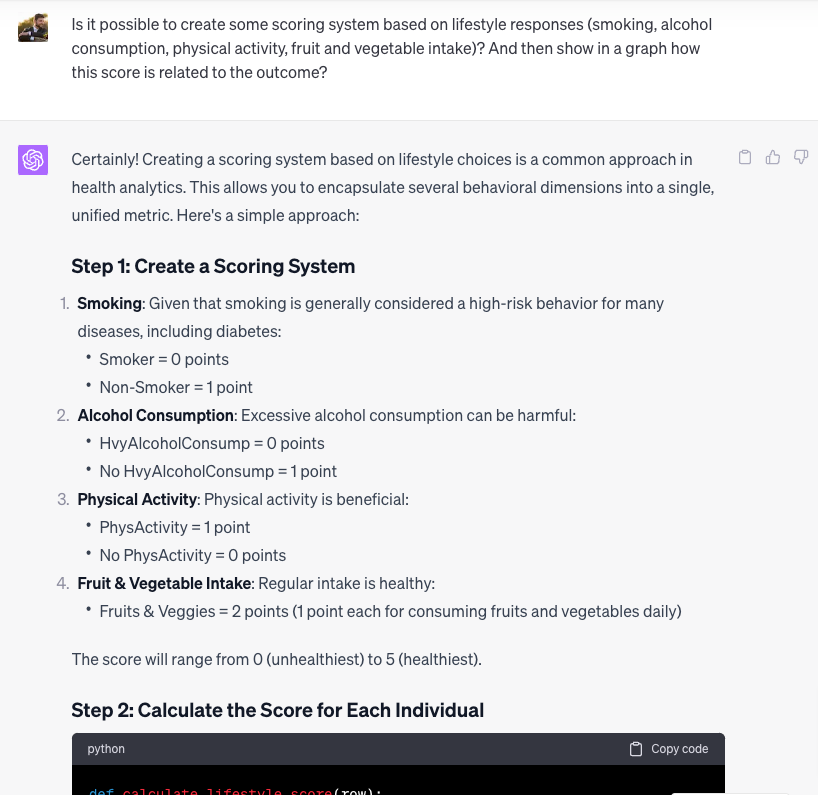 Is it possible to create some scoring system based on lifestyle responses (smoking, alcohol
consumption, physical activity, fruit and vegetable intake)? And then show in a graph how
this score is related to the outcome?
Certainly! Creating a scoring system based on lifestyle choices is a common approach in
health analytics. This allows you to encapsulate several behavioral dimensions into a single,
unified metric. Here's a simple approach:
Step 1: Create a Scoring System
1. Smoking: Given that smoking is generally considered a high-risk behavior for many
diseases, including diabetes:
• Smoker = 0 points
• Non-Smoker = 1 point
2. Alcohol Consumption: Excessive alcohol consumption can be harmful:
• HvyAlcoholConsump = 0 points
• No HvyAlcoholConsump = 1 point
3. Physical Activity: Physical activity is beneficial:
• PhysActivity = 1 point
• No PhysActivity = 0 points
4. Fruit & Vegetable Intake: Regular intake is healthy:
• Fruits & Veggies = 2 points (1 point each for consuming fruits and vegetables daily)
The score will range from 0 (unhealthiest) to 5 (healthiest).
Step 2: Calculate the Score for Each Individual
python Copy code
def calculate_lifestyle_score(row):